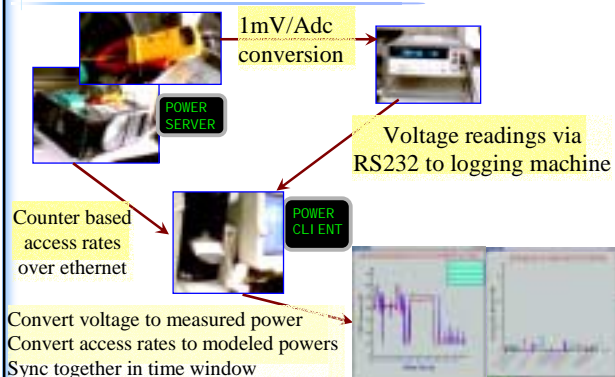 1mV/Adc
conversion
POWER
SERVER
Voltage readings via
RS232 to logging machine
Counter based
access rates
over ethernet
POWER
CLIENT
Convert voltage to measured power
Convert access rates to modeled powers
Sync together in time window